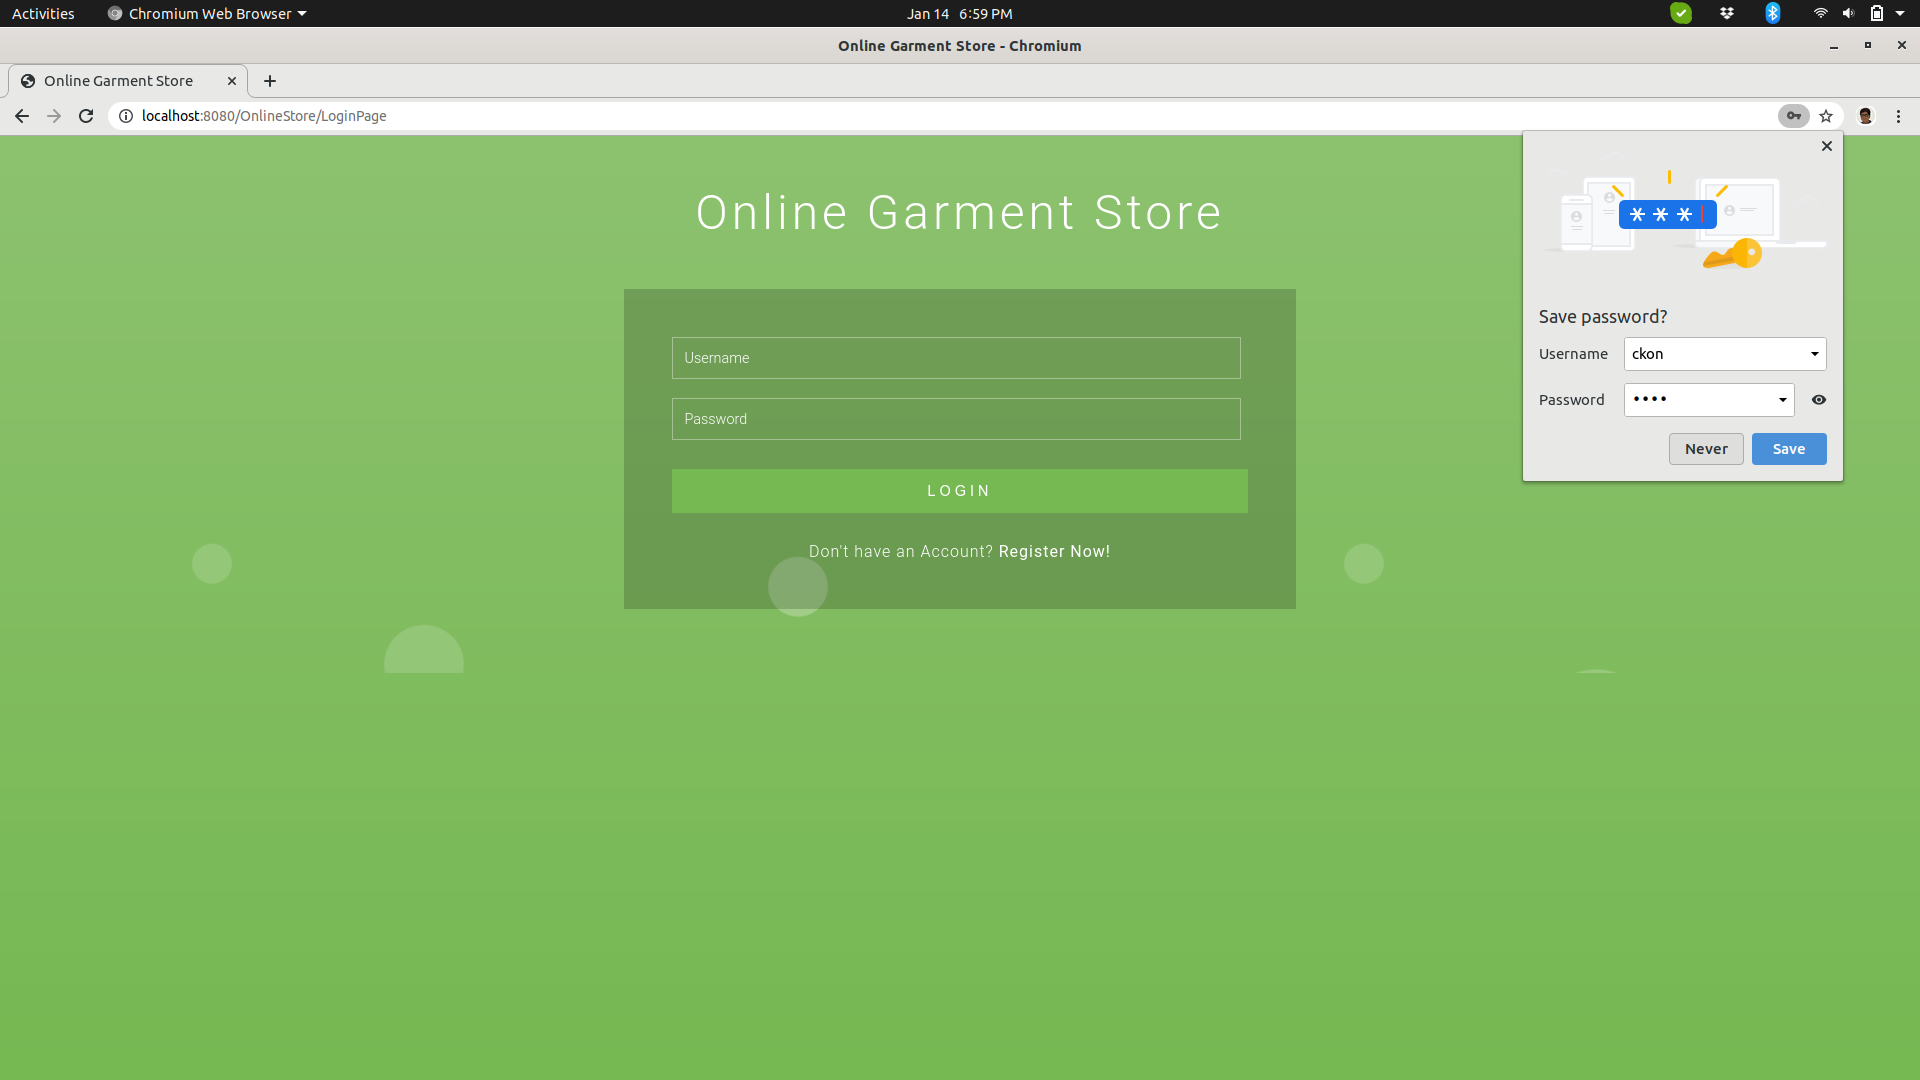 Activities
Chromium Web Browser
Jan 14 6:59 PM
Online Garment Store - Chromium
Online Garment Store
localhost:8080/OnlineStore/LoginPage
Online Garment Store
Username
Password
LOGIN
Don't have an Account? Register Now!
***
Save password?
Username ckon
Password ••••
Never Save